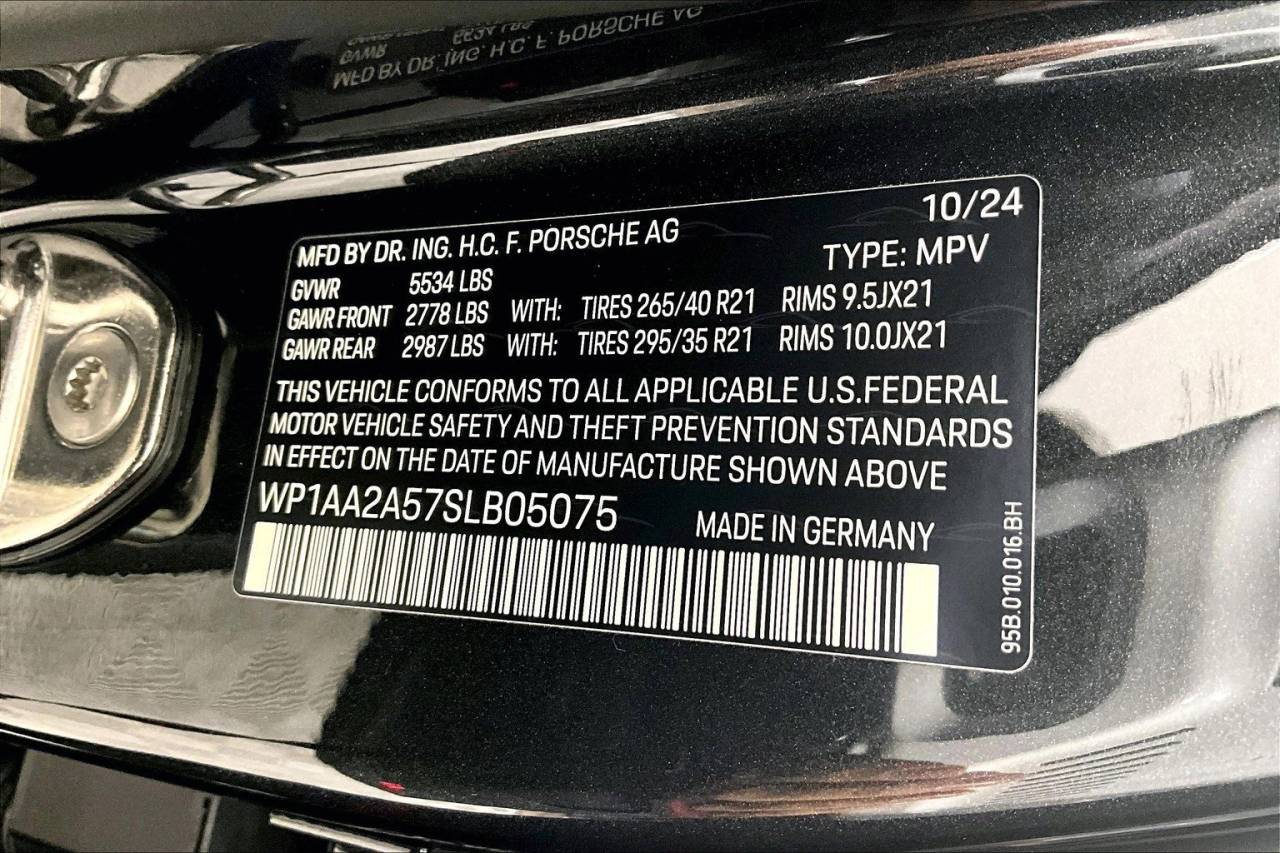 10/24
MFD BY DR. ING. H.C. F. PORSCHE AG
TYPE: MPV
GVWR 5534 LBS
GAWR FRONT 2778 LBS WITH: TIRES 265/40 R21 RIMS 9.5JX21
GAWR REAR 2987 LBS WITH: TIRES 295/35 R21 RIMS 10.0JX21
THIS VEHICLE CONFORMS TO ALL APPLICABLE U.S.FEDERAL
MOTOR VEHICLE SAFETY AND THEFT PREVENTION STANDARDS
IN EFFECT ON THE DATE OF MANUFACTURE SHOWN ABOVE
WP1AA2A57SLB05075
MADE IN GERMANY
95B.010.016.BH